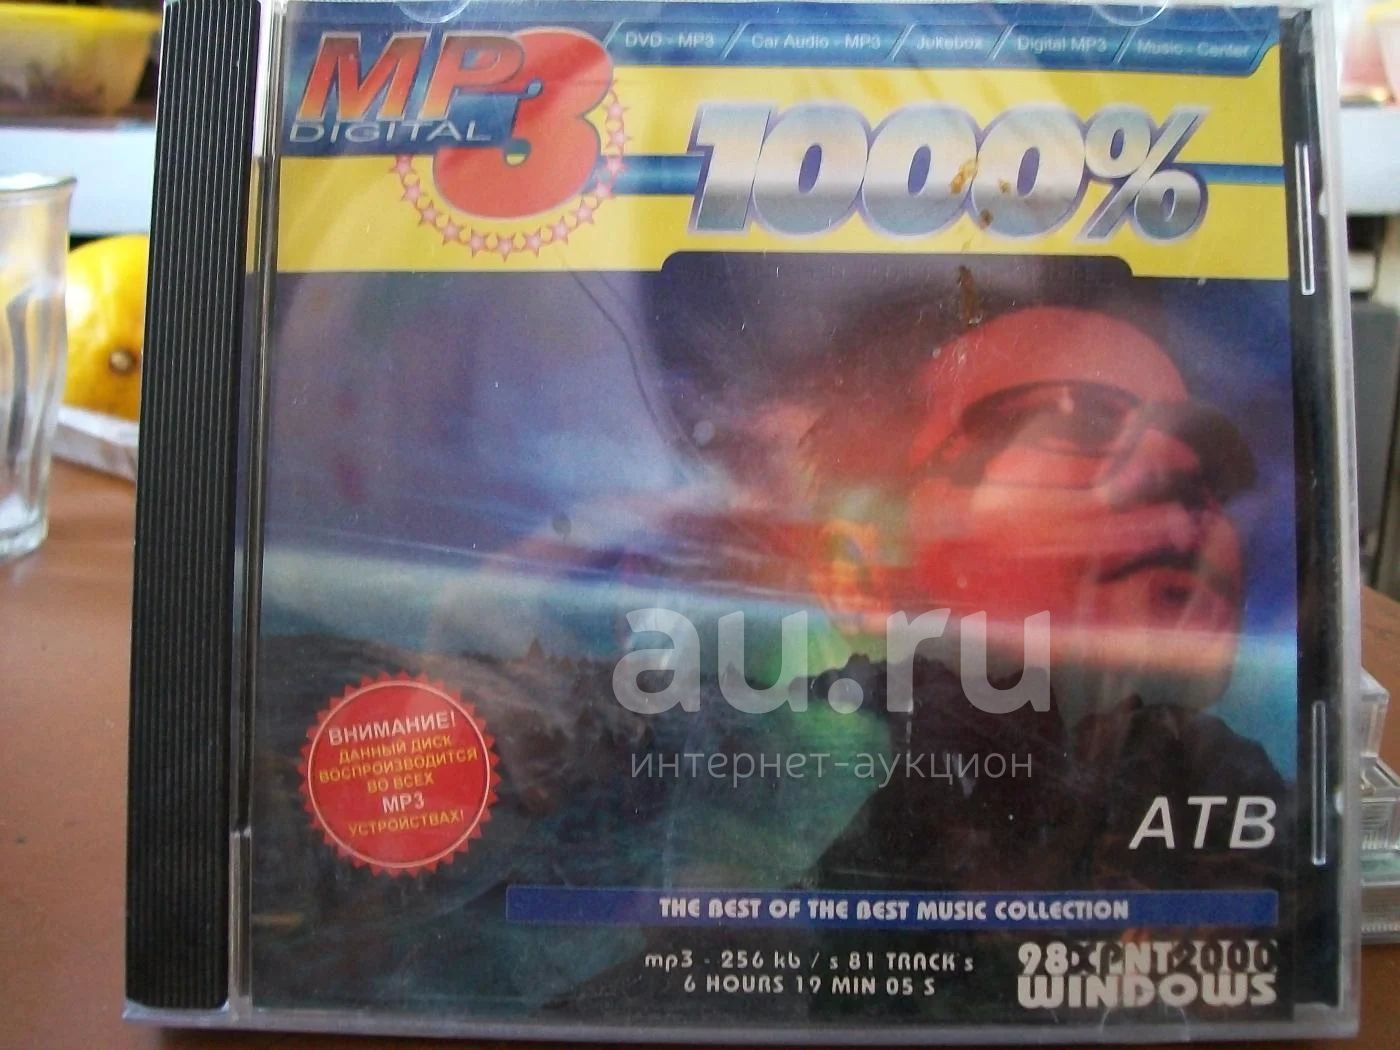 DVD - MP3 / Car Audio - MP3 / Jukebox / Digital MP3 / Music - Center
MP3
DIGITAL
1000%
au.ru
интернет-аукцион
ВНИМАНИЕ!
ДАННЫЙ ДИСК
ВОСПРОИЗВОДИТСЯ
ВО ВСЕХ
MP3
УСТРОЙСТВАХ!
ATB
THE BEST OF THE BEST MUSIC COLLECTION
mp3 - 256 kb / s 81 TRACK's
6 HOURS 19 MIN 05 S
98 XP NT 2000
WINDOWS